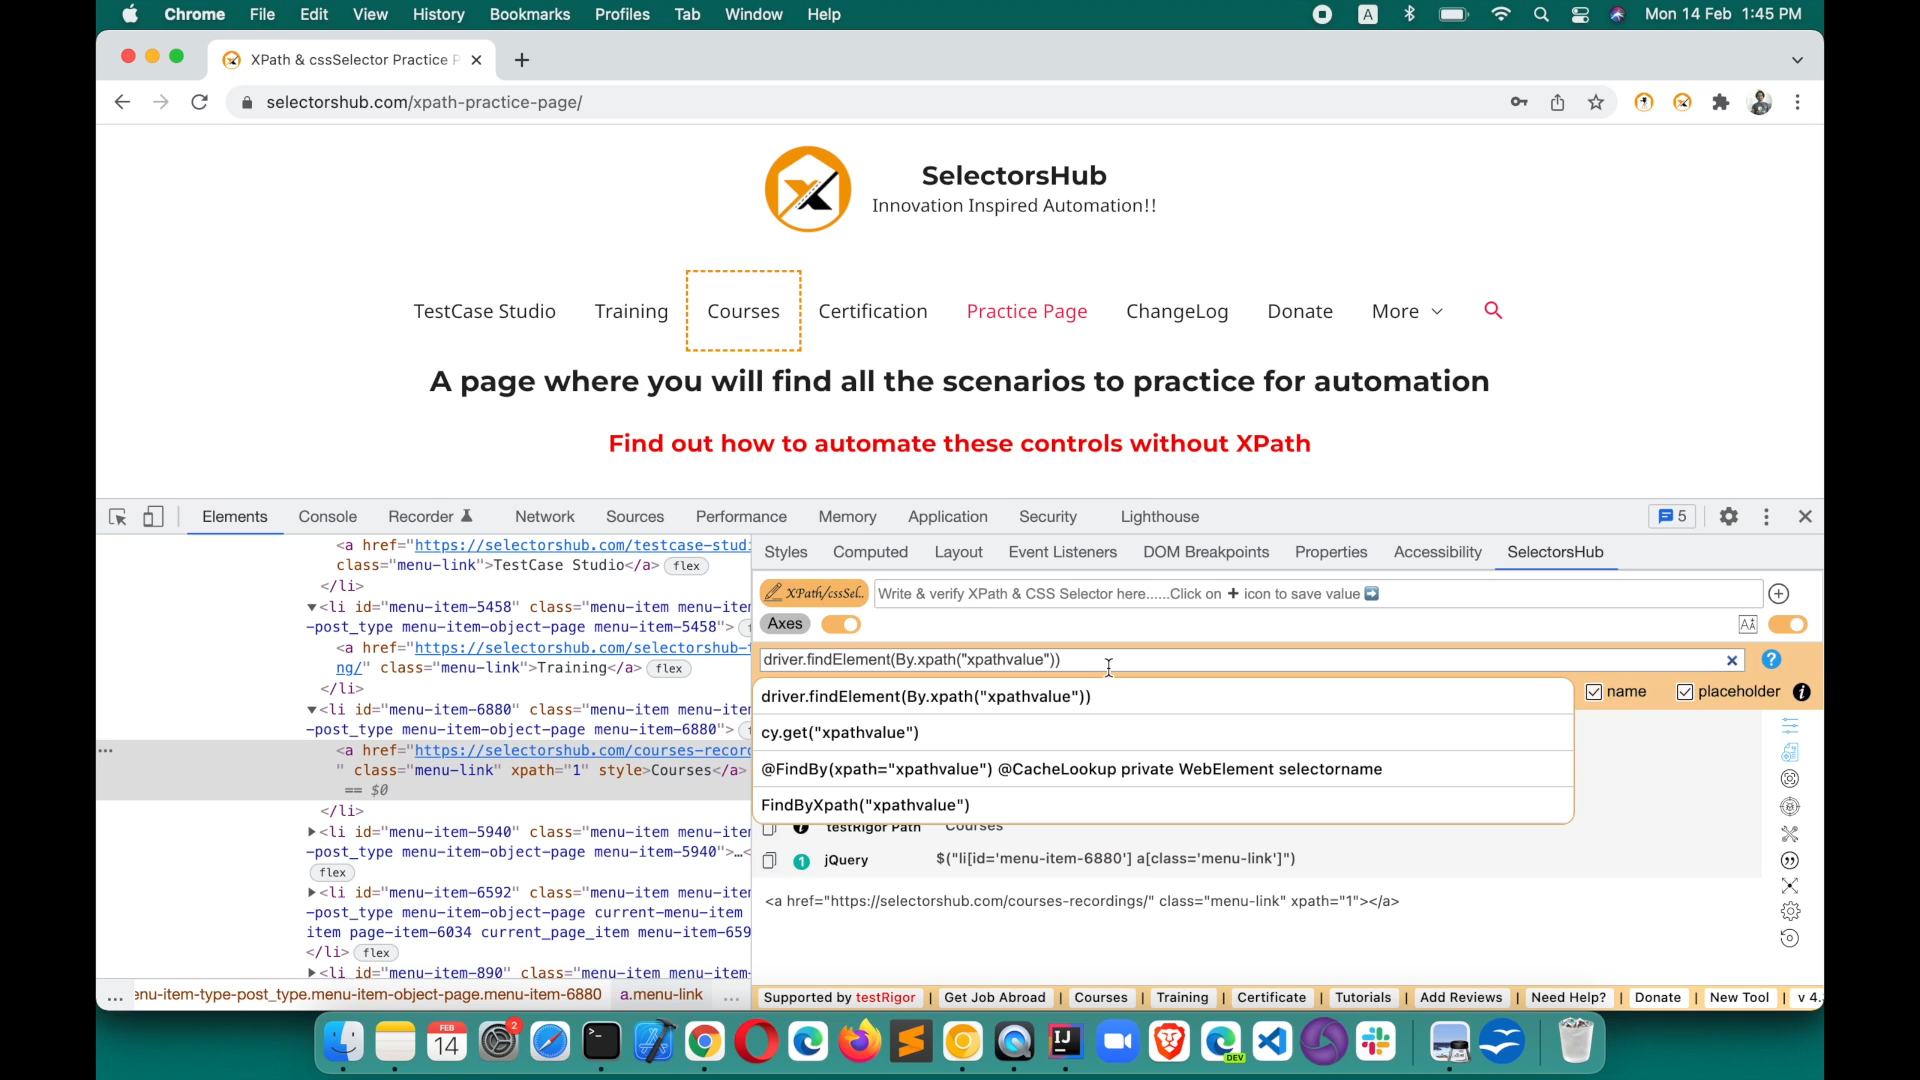 Chrome File Edit View History Bookmarks Profiles Tab Window Help
A
Mon 14 Feb 1:45 PM
XPath & cssSelector Practice P
selectorshub.com/xpath-practice-page/
SelectorsHub
Innovation Inspired Automation!!
TestCase Studio Training Courses Certification Practice Page ChangeLog Donate More
A page where you will find all the scenarios to practice for automation
Find out how to automate these controls without XPath
Elements Console Recorder Network Sources Performance Memory Application Security Lighthouse
5
<a href="https://selectorshub.com/testcase-studi
class="menu-link">TestCase Studio</a> flex
</li>
▼<li id="menu-item-5458" class="menu-item menu-ite
-post_type menu-item-object-page menu-item-5458">
<a href="https://selectorshub.com/selectorshub-
ng/" class="menu-link">Training</a> flex
</li>
▼<li id="menu-item-6880" class="menu-item menu-ite
-post_type menu-item-object-page menu-item-6880">
... <a href="https://selectorshub.com/courses-record
" class="menu-link" xpath="1" style>Courses</a>
== $0
</li>
▶<li id="menu-item-5940" class="menu-item menu-ite
-post_type menu-item-object-page menu-item-5940">…<
flex
▶<li id="menu-item-6592" class="menu-item menu-ite
-post_type menu-item-object-page current-menu-item
item page-item-6034 current_page_item menu-item-659
</li> flex
▶<li id="menu-item-890" class="menu-item menu-item-
... enu-item-type-post_type.menu-item-object-page.menu-item-6880 a.menu-link ...
Styles Computed Layout Event Listeners DOM Breakpoints Properties Accessibility SelectorsHub
XPath/cssSel.. Write & verify XPath & CSS Selector here......Click on + icon to save value
Axes
driver.findElement(By.xpath("xpathvalue"))
driver.findElement(By.xpath("xpathvalue"))
name placeholder
cy.get("xpathvalue")
@FindBy(xpath="xpathvalue") @CacheLookup private WebElement selectorname
FindByXpath("xpathvalue")
testRigor Path Courses
1 jQuery $("li[id='menu-item-6880'] a[class='menu-link']")
<a href="https://selectorshub.com/courses-recordings/" class="menu-link" xpath="1"></a>
Supported by testRigor | Get Job Abroad | Courses | Training | Certificate | Tutorials | Add Reviews | Need Help? | Donate | New Tool | v 4.
FEB
14
2
IJ
DEV